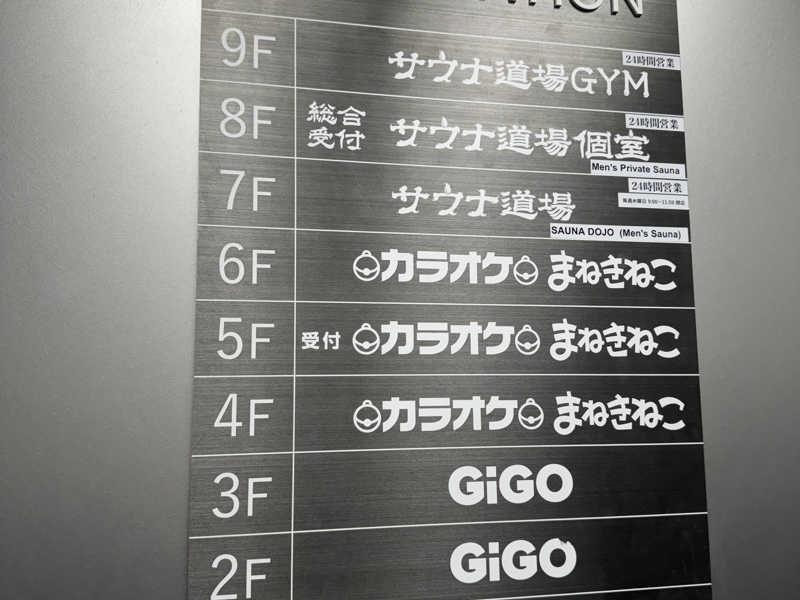 9F サウナ道場GYM 24時間営業
8F 総合受付 サウナ道場個室 24時間営業
Men's Private Sauna
7F サウナ道場 24時間営業
SAUNA DOJO (Men's Sauna)
6F カラオケ まねきねこ
5F 受付 カラオケ まねきねこ
4F カラオケ まねきねこ
3F GiGO
2F GiGO